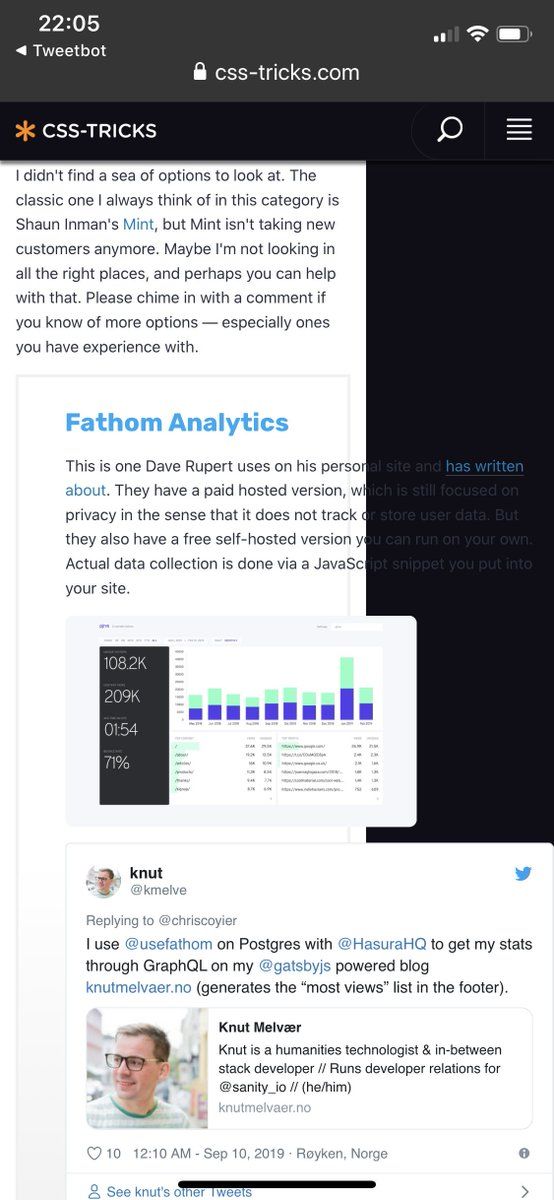 22:05
◀ Tweetbot
css-tricks.com
CSS-TRICKS
I didn't find a sea of options to look at. The
classic one I always think of in this category is
Shaun Inman's Mint, but Mint isn't taking new
customers anymore. Maybe I'm not looking in
all the right places, and perhaps you can help
with that. Please chime in with a comment if
you know of more options — especially ones
you have experience with.
Fathom Analytics
This is one Dave Rupert uses on his personal site and has written
about. They have a paid hosted version, which is still focused on
privacy in the sense that it does not track or store user data. But
they also have a free self-hosted version you can run on your own.
Actual data collection is done via a JavaScript snippet you put into
your site.
108.2K
209K
01:54
71%
knut
@kmelve
Replying to @chriscoyier
I use @usefathom on Postgres with @HasuraHQ to get my stats
through GraphQL on my @gatsbyjs powered blog
knutmelvaer.no (generates the “most views” list in the footer).
Knut Melvær
Knut is a humanities technologist & in-between
stack developer // Runs developer relations for
@sanity_io // (he/him)
knutmelvaer.no
10 12:10 AM - Sep 10, 2019 · Røyken, Norge
See knut's other Tweets